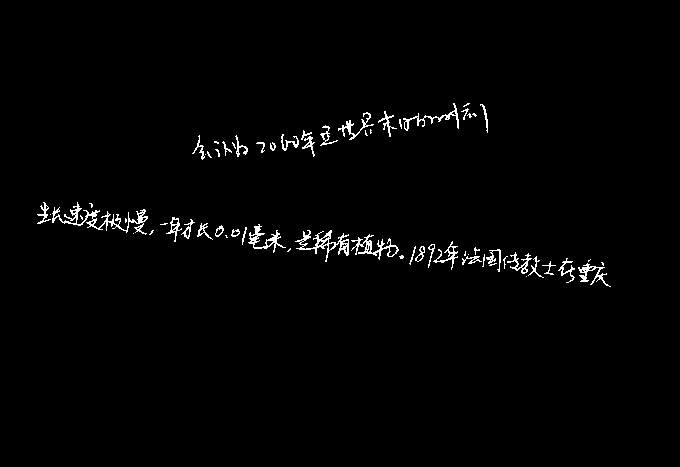 会认为2060年是世界末日的时刻
生长速度极慢,一年才长0.01毫米,是稀有植物。1892年法国传教士在重庆